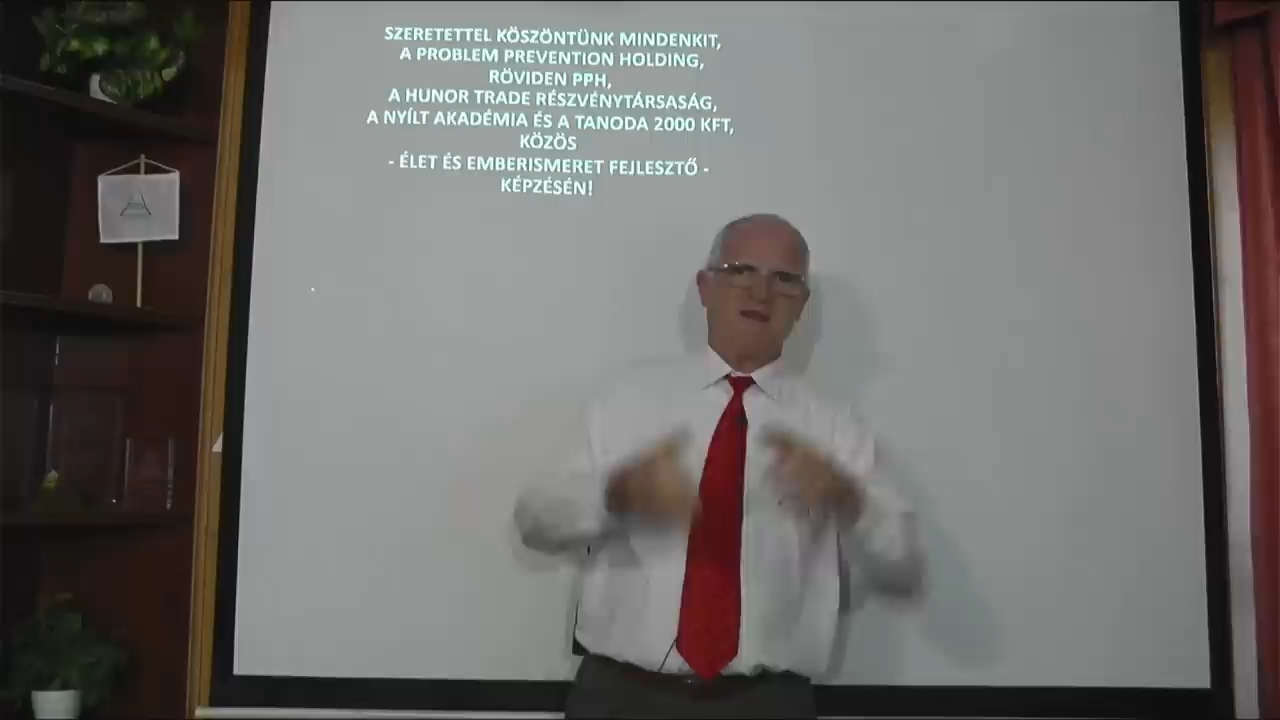 SZERETETTEL KÖSZÖNTÜNK MINDENKIT,
A PROBLEM PREVENTION HOLDING,
RÖVIDEN PPH,
A HUNOR TRADE RÉSZVÉNYTÁRSASÁG,
A NYÍLT AKADÉMIA ÉS A TANODA 2000 KFT,
KÖZÖS
- ÉLET ÉS EMBERISMERET FEJLESZTŐ -
KÉPZÉSÉN!